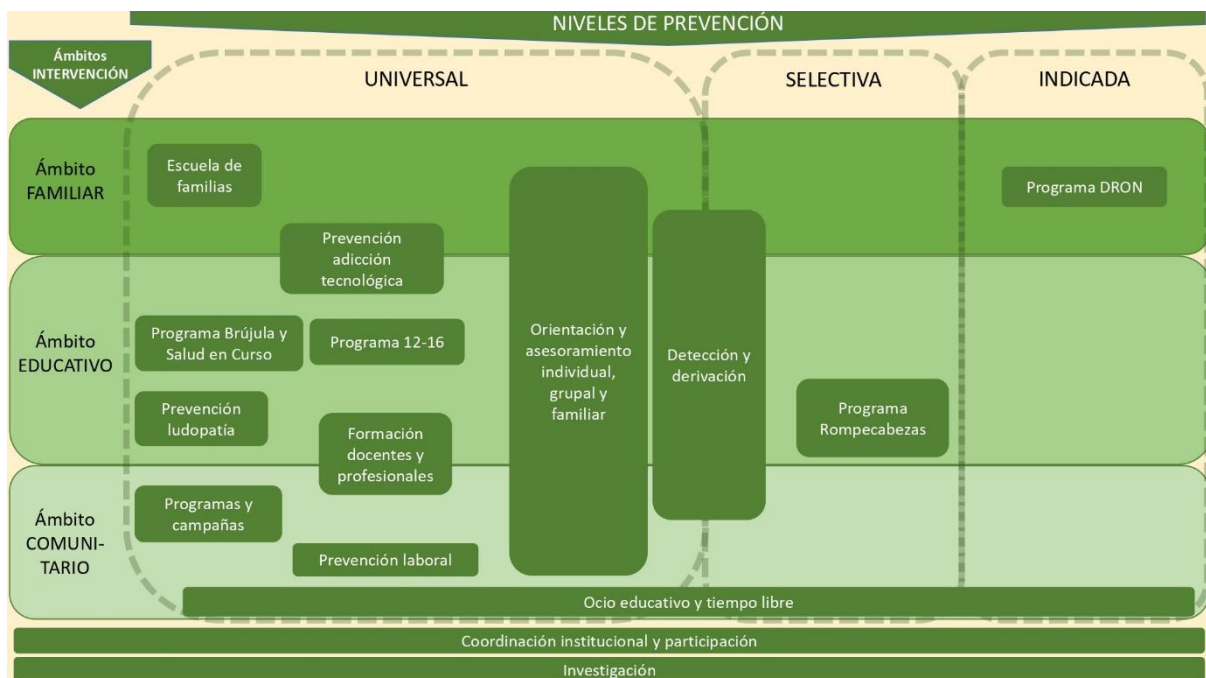 NIVELES DE PREVENCIÓN
Ámbitos
INTERVENCIÓN
UNIVERSAL
SELECTIVA
INDICADA
Ámbito
FAMILIAR
Escuela de
familias
Programa DRON
Prevención
adicción
tecnológica
Ámbito
EDUCATIVO
Programa Brújula y
Salud en Curso
Programa 12-16
Orientación y
asesoramiento
individual,
grupal y
familiar
Detección y
derivación
Prevención
ludopatía
Formación
docentes y
profesionales
Programa
Rompecabezas
Ámbito
COMUNI-
TARIO
Programas y
campañas
Prevención laboral
Ocio educativo y tiempo libre
Coordinación institucional y participación
Investigación